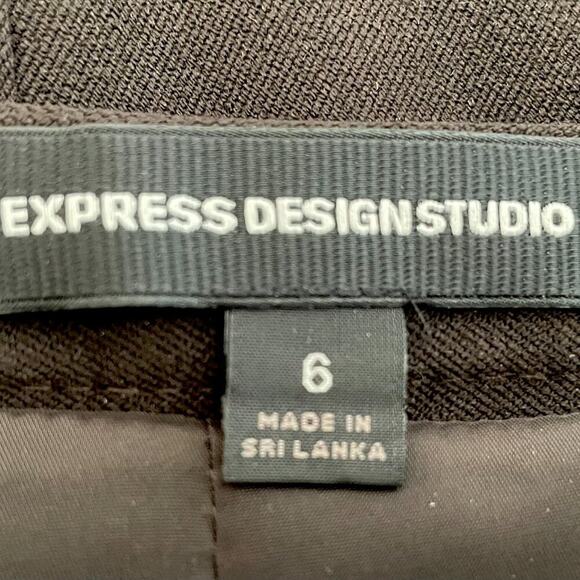 EXPRESS DESIGN STUDIO
6
MADE IN
SRI LANKA